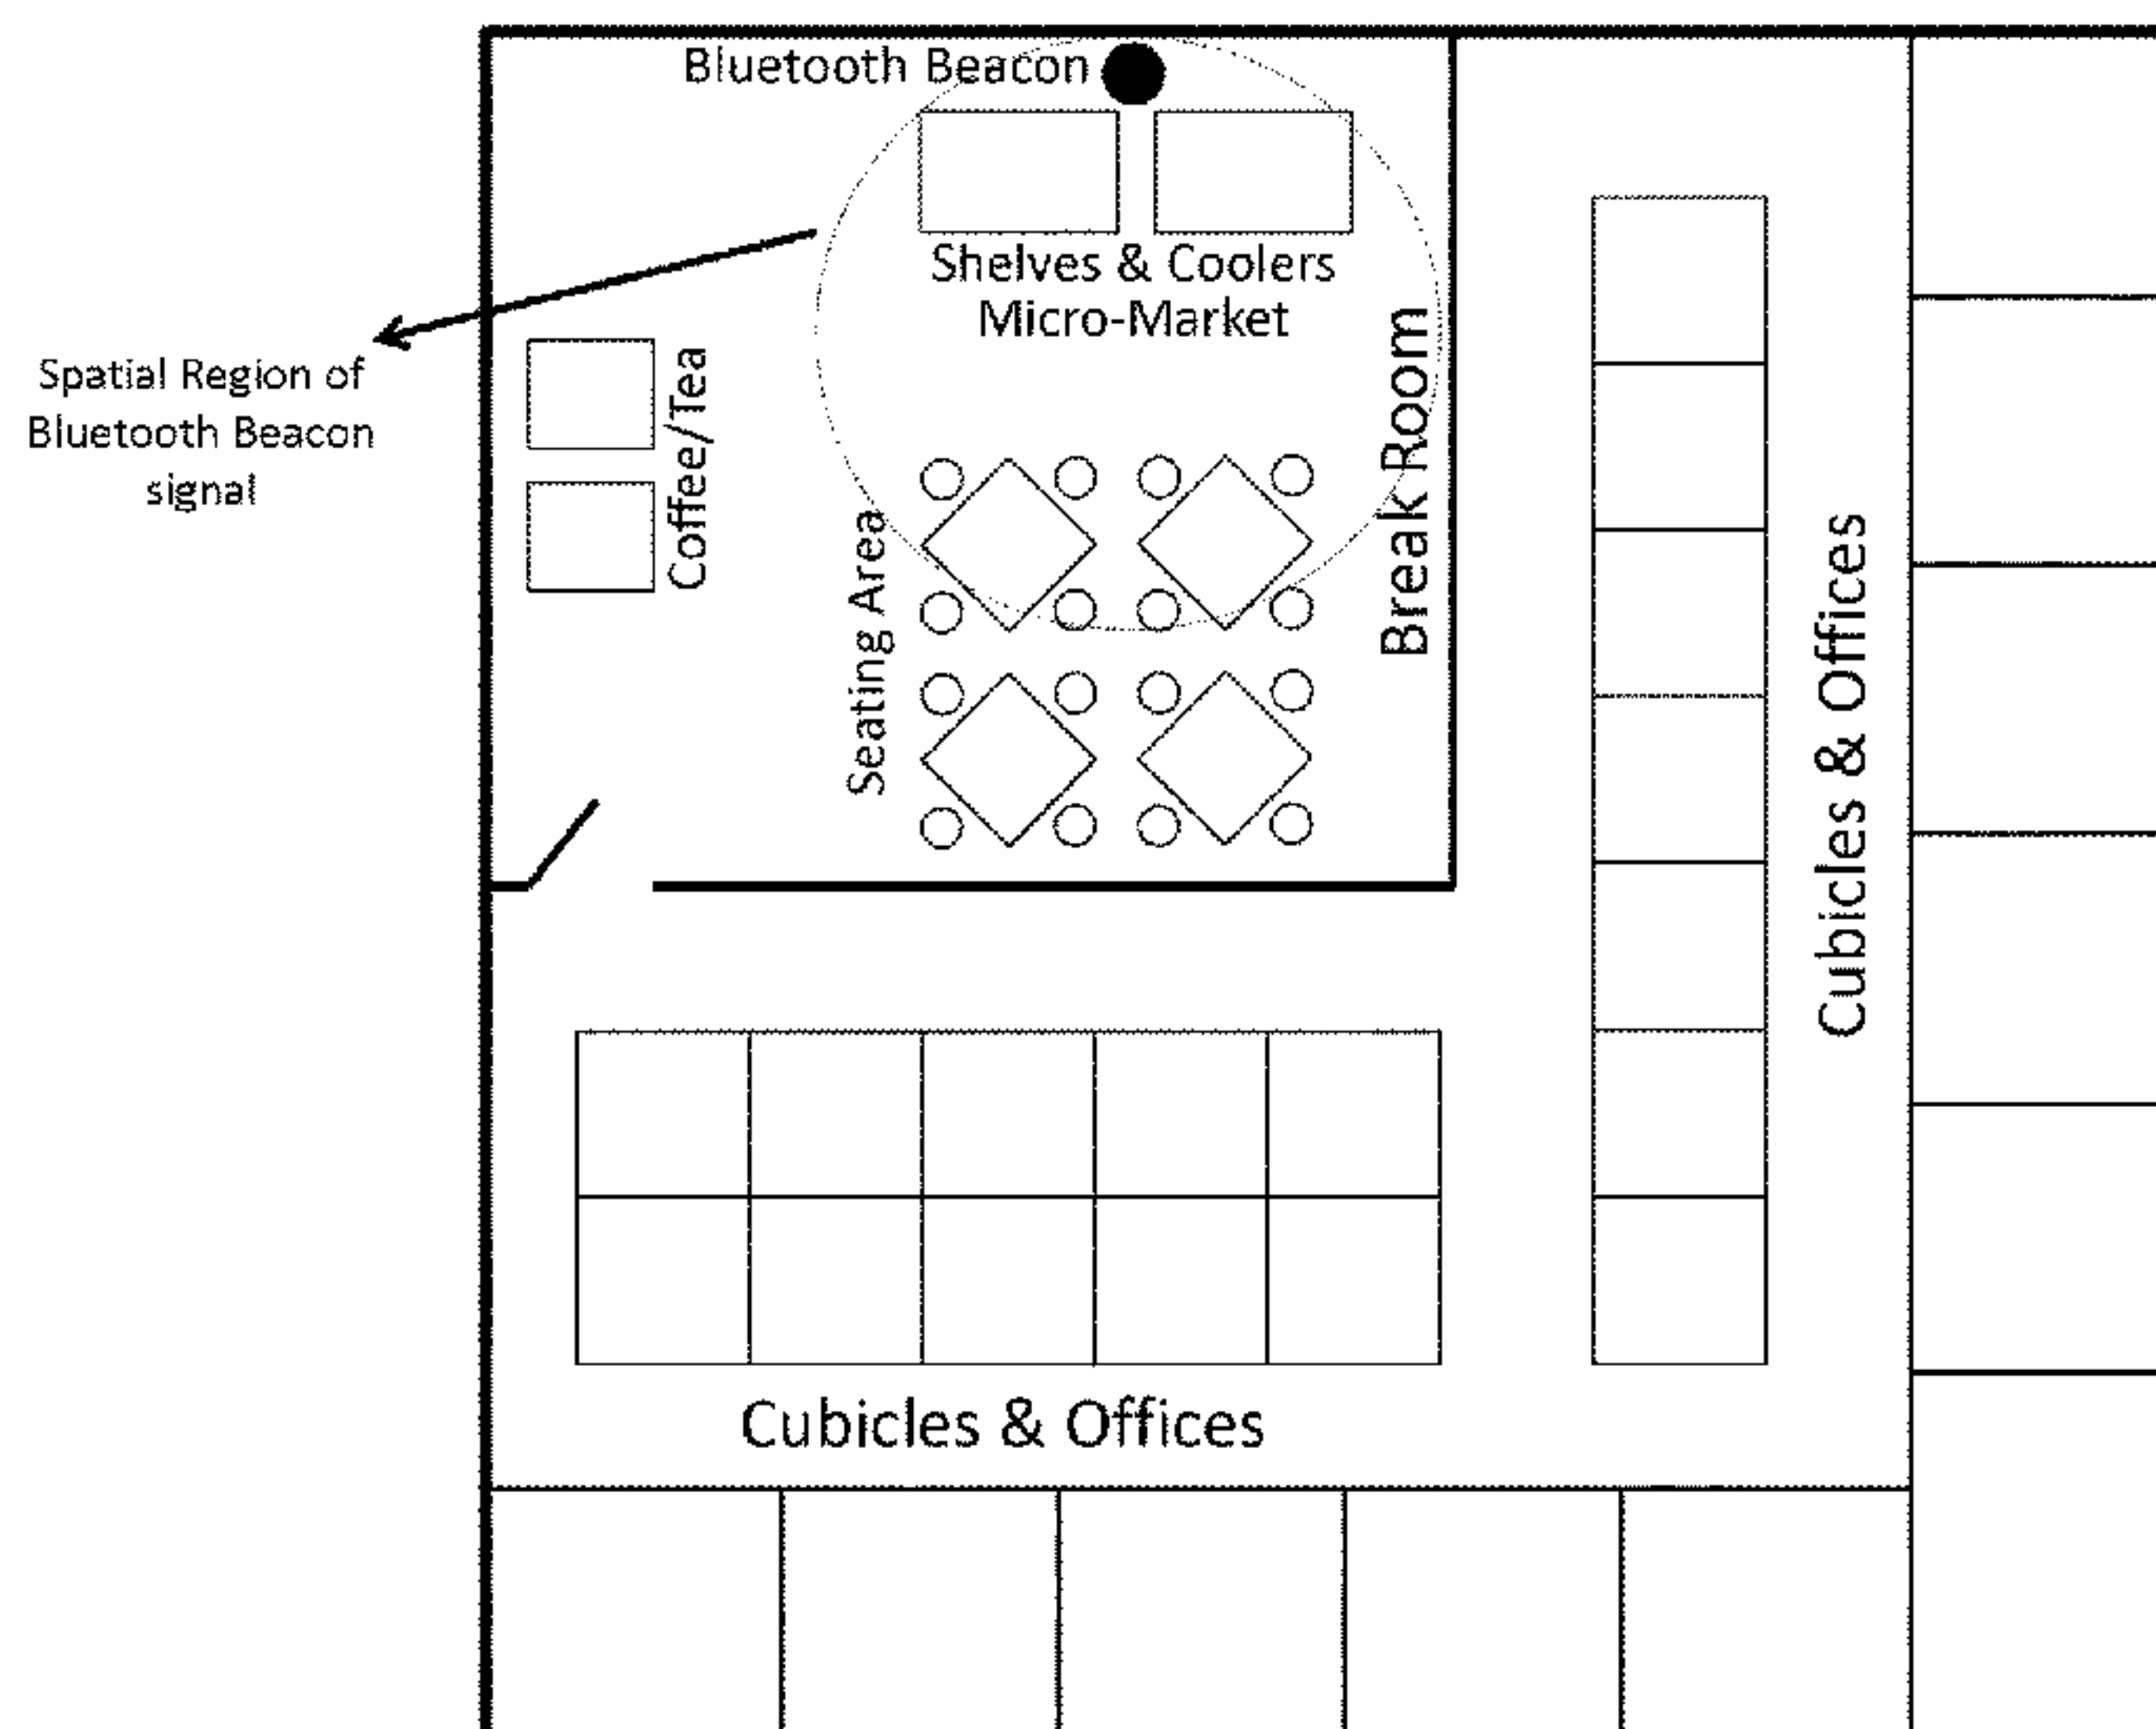 Bluetooth Beacon
Shelves & Coolers
Micro-Market
Spatial Region of
Bluetooth Beacon
signal
Coffee/Tea
Seating Area
Break Room
Cubicles & Offices
Cubicles & Offices